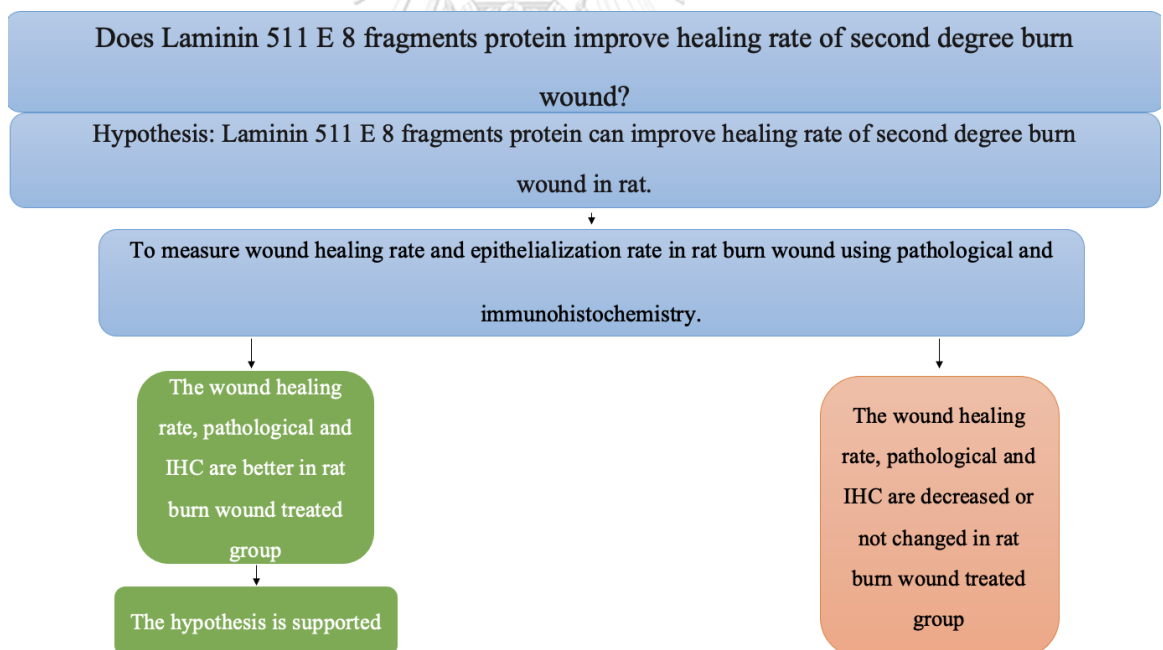 Does Laminin 511 E 8 fragments protein improve healing rate of second degree burn
wound?
Hypothesis: Laminin 511 E 8 fragments protein can improve healing rate of second degree burn
wound in rat.
To measure wound healing rate and epithelialization rate in rat burn wound using pathological and
immunohistochemistry.
The wound healing
rate, pathological and
IHC are better in rat
burn wound treated
group
The hypothesis is supported
The wound healing
rate, pathological and
IHC are decreased or
not changed in rat
burn wound treated
group